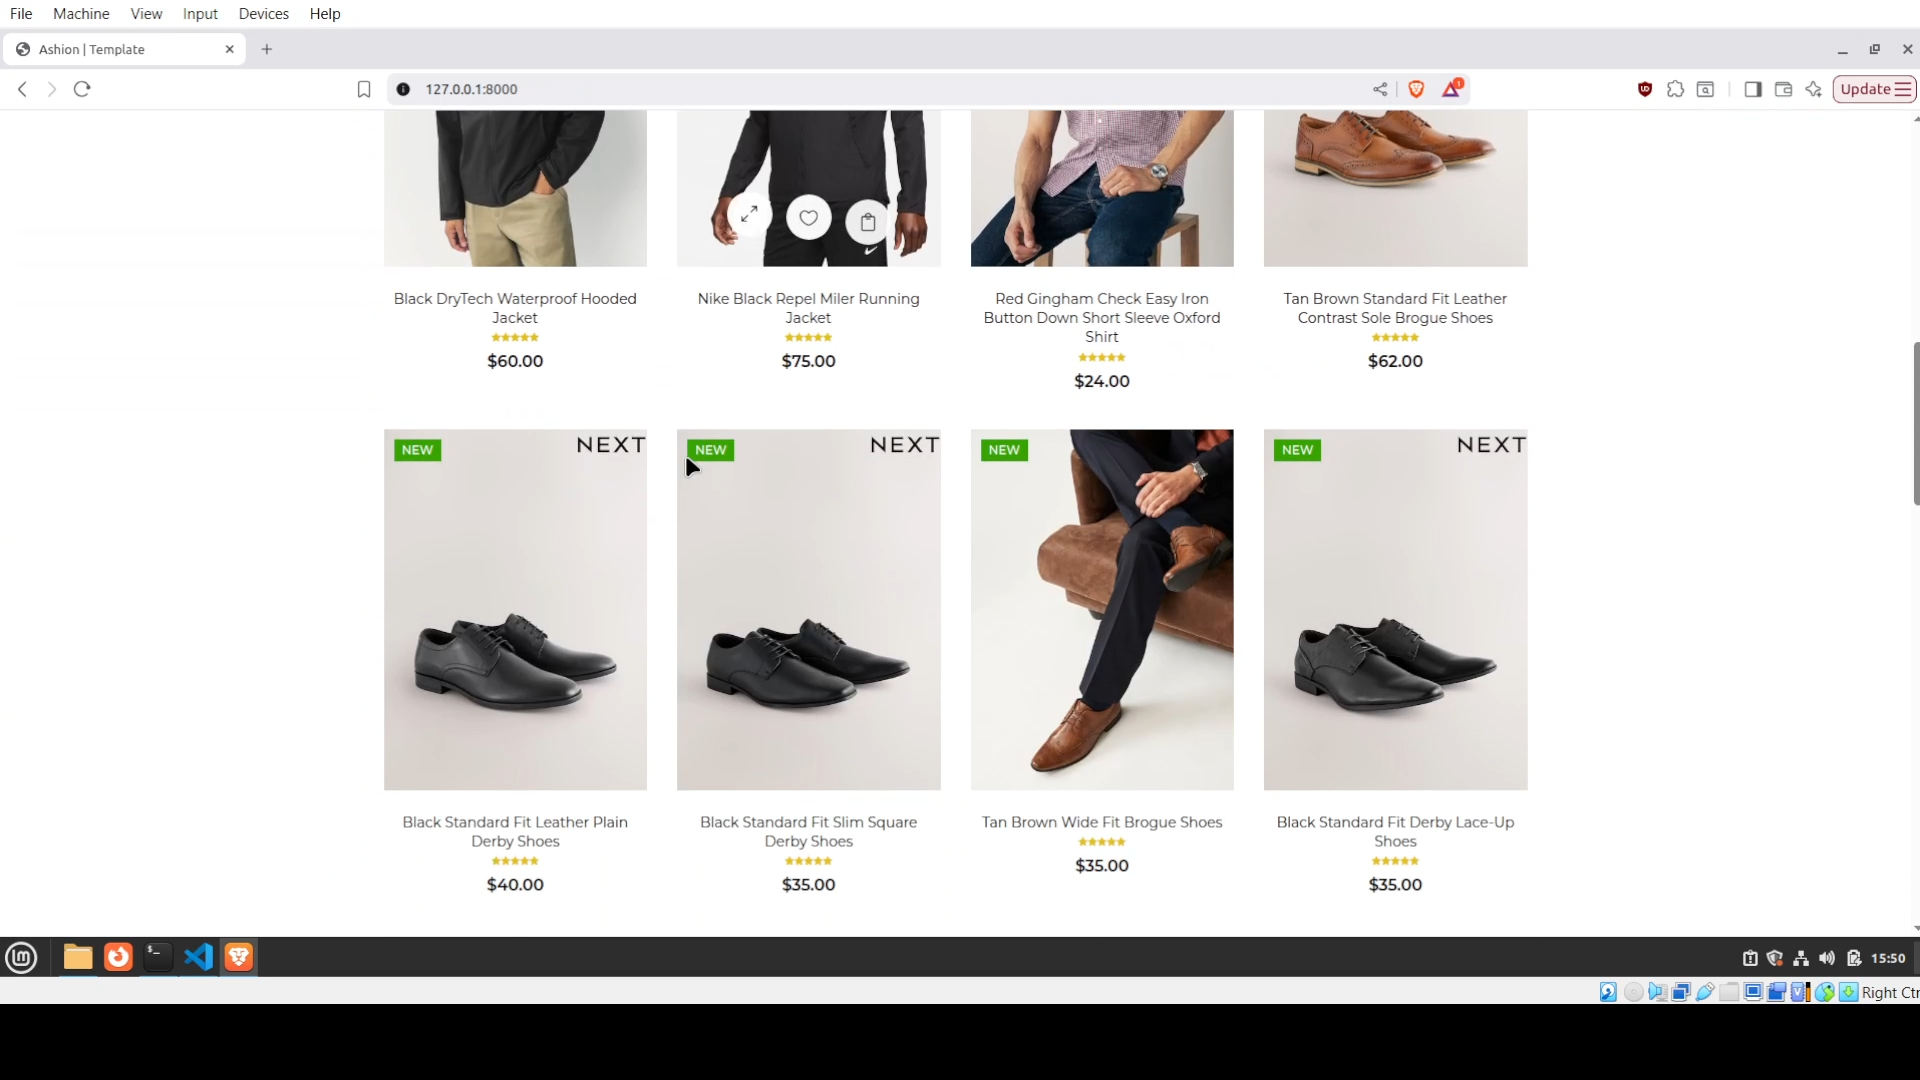 File Machine View Input Devices Help
Ashion | Template
127.0.0.1:8000
1
Update
Black DryTech Waterproof Hooded
Jacket
$60.00
Nike Black Repel Miler Running
Jacket
$75.00
Red Gingham Check Easy Iron
Button Down Short Sleeve Oxford
Shirt
$24.00
Tan Brown Standard Fit Leather
Contrast Sole Brogue Shoes
$62.00
NEW
NEXT
NEW
NEXT
NEW
NEW
NEXT
Black Standard Fit Leather Plain
Derby Shoes
$40.00
Black Standard Fit Slim Square
Derby Shoes
$35.00
Tan Brown Wide Fit Brogue Shoes
$35.00
Black Standard Fit Derby Lace-Up
Shoes
$35.00
15:50
Right Ctr